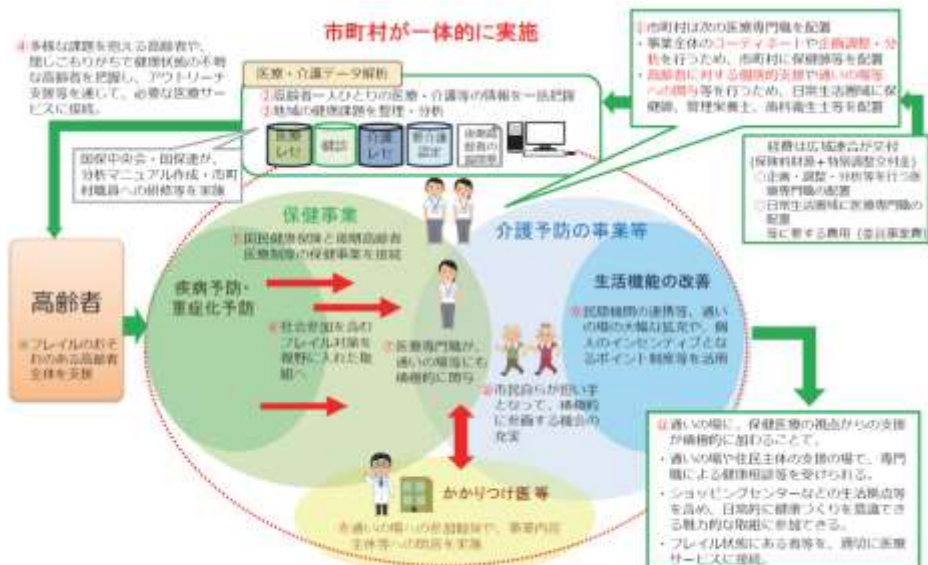 市町村が一体的に実施
④多様な課題を抱える高齢者や、
閉じこもりがちで健康状態の不明
な高齢者を把握し、アウトリーチ
支援等を通じて、必要な医療サー
ビスに接続。
医療・介護データ解析
②高齢者一人ひとりの医療・介護等の情報を一括把握
③地域の健康課題を整理・分析
医療
レセ
健診
介護
レセ
要介護
認定
後期高
齢者の
質問票
国保中央会・国保連が、
分析マニュアル作成・市町
村職員への研修等を実施
①市町村は次の医療専門職を配置
・事業全体のコーディネートや企画調整・分
析を行うため、市町村に保健師等を配置
・高齢者に対する個別的支援や通いの場等
への関与等を行うため、日常生活圏域に保
健師、管理栄養士、歯科衛生士等を配置
経費は広域連合が交付
(保険料財源+特別調整交付金)
○企画・調整・分析等を行う医
療専門職の配置
○日常生活圏域に医療専門職の
配置
等に要する費用(委託事業費)
保健事業
⑤国民健康保険と後期高齢者
医療制度の保健事業を接続
疾病予防・
重症化予防
⑥社会参加を含む
フレイル対策を
視野に入れた取
組へ
⑦医療専門職が、
通いの場等にも
積極的に関与
介護予防の事業等
生活機能の改善
民間機関の連携等、通い
の場の大幅な拡充や、個
人のインセンティブとな
るポイント制度等を活用
市民自らが担い手
となって、積極的
に参画する機会の
充実
高齢者
※フレイルのおそ
れのある高齢者
全体を支援
かかりつけ医 等
通いの場への参加勧奨や、事業内容
全体等への助言を実施
通いの場に、保健医療の視点からの支援
が積極的に加わることで、
・通いの場や住民主体の支援の場で、専門
職による健康相談等を受けられる。
・ショッピングセンターなどの生活拠点等
を含め、日常的に健康づくりを意識で
きる魅力的な取組に参加できる。
・フレイル状態にある者等を、適切に医療
サービスに接続。